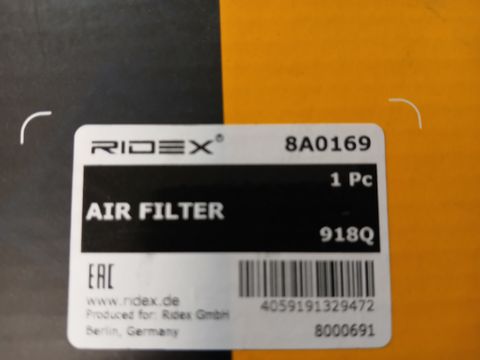 RIDEX® 8A0169
1 Pc
AIR FILTER
918Q
EAC
www.ridex.de
4059191329472
Produced for: Ridex GmbH
Berlin, Germany
8000691